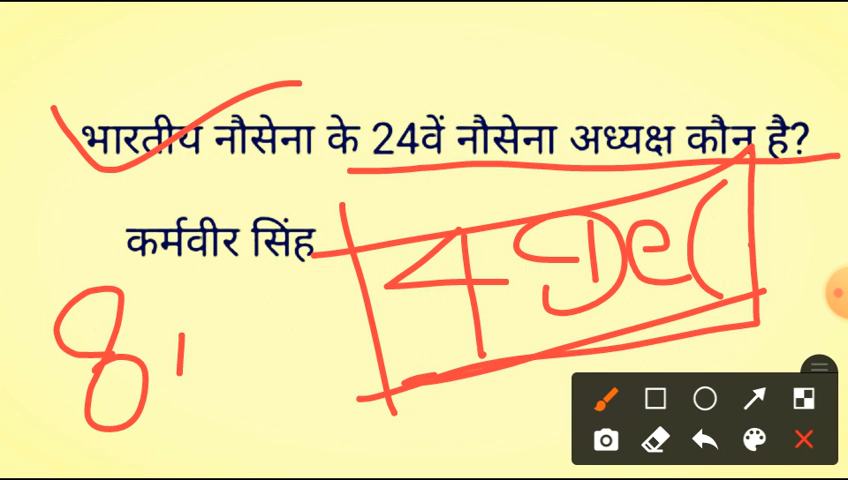 भारतीय नौसेना के 24वें नौसेना अध्यक्ष कौन है?
कर्मवीर सिंह
4 Dec
8'